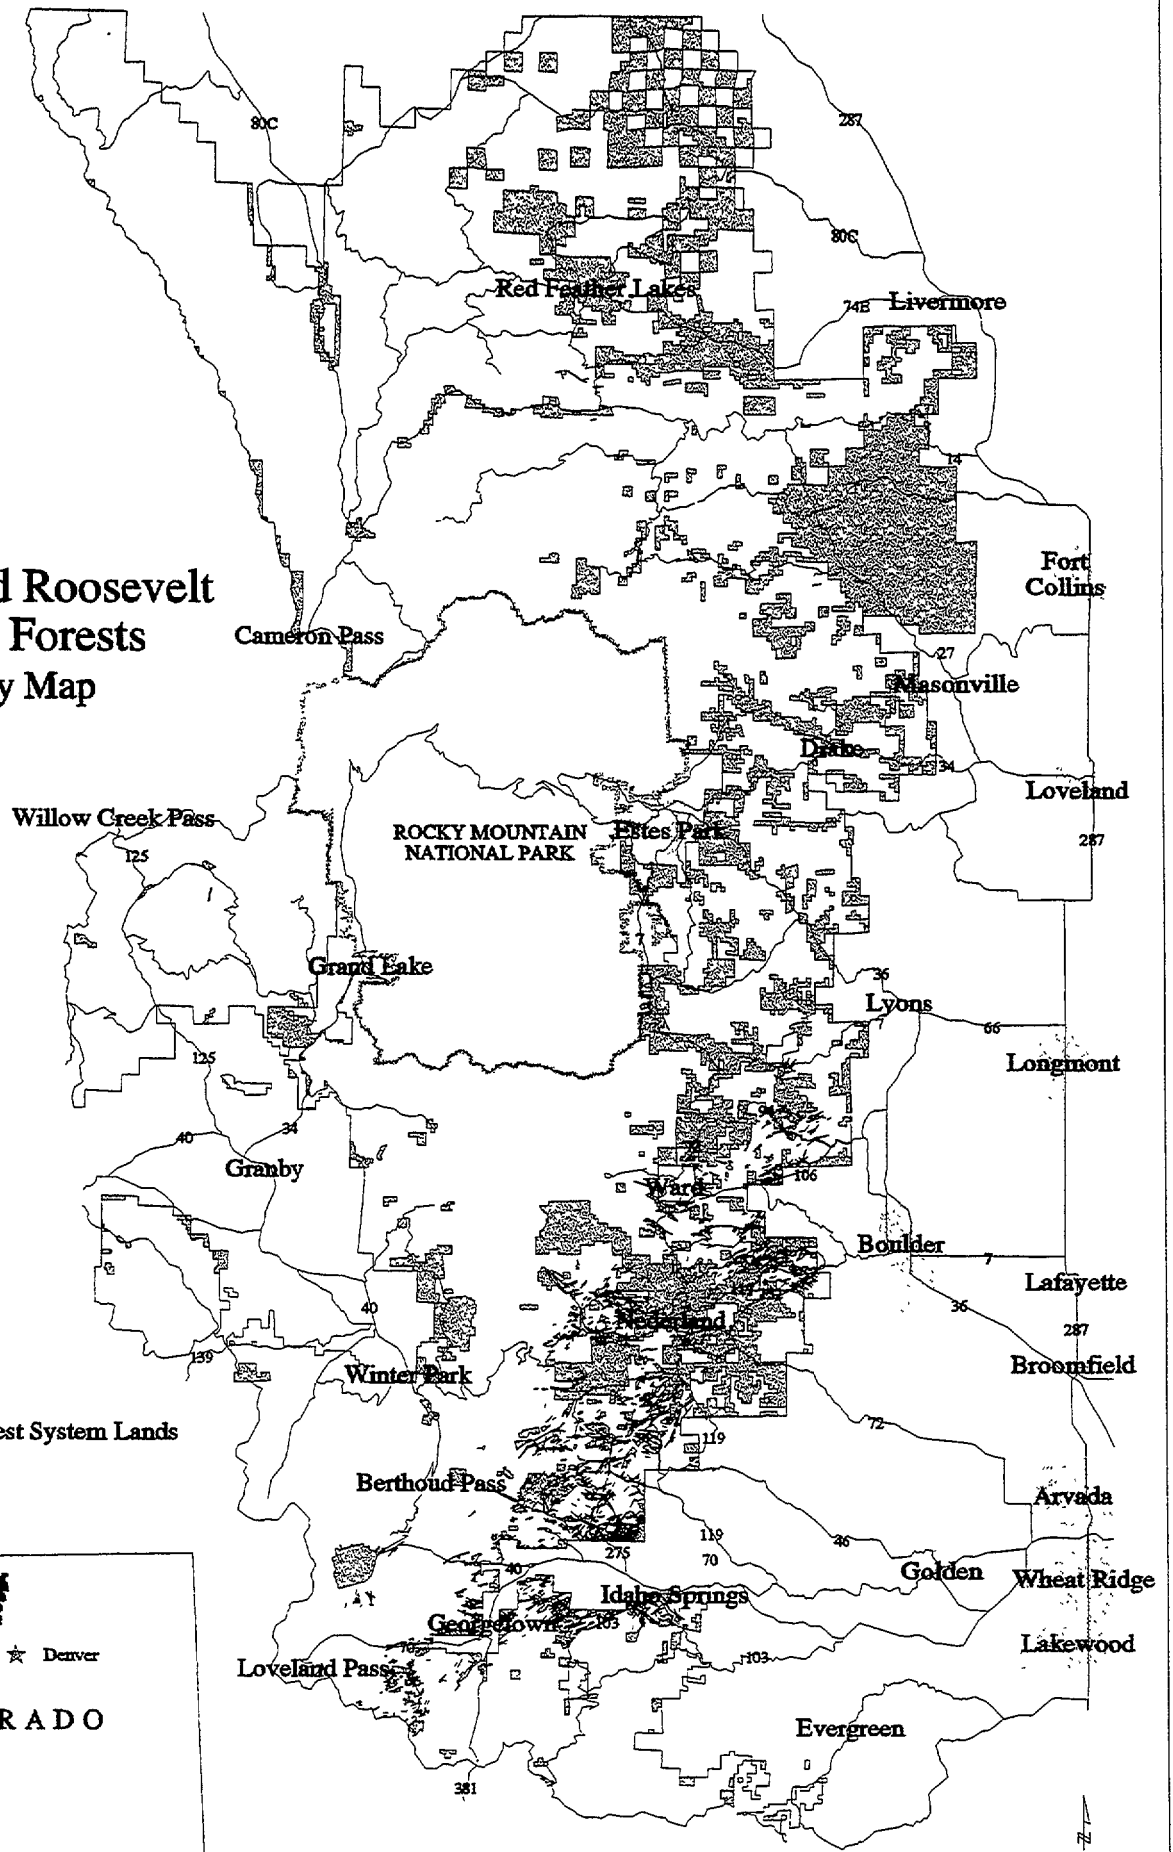 80C
287
80C
Red Feather Lakes
74E
Livermore
14
Fort
Collins
d Roosevelt
Forests
y Map
Cameron Pass
27
Masonville
Drake
34
Loveland
Willow Creek Pass
125
ROCKY MOUNTAIN
NATIONAL PARK
Estes Park
287
Grand Lake
36
Lyons
7
66
Longmont
125
94
40
34
Granby
106
Ward
Boulder
7
Lafayette
36
40
Nederland
287
139
Winter Park
Broomfield
est System Lands
72
119
Berthoud Pass
Arvada
119
46
275
70
40
Golden
Wheat Ridge
Idaho Springs
Georgetown
103
Denver
70
Lakewood
Loveland Pass
103
RADO
Evergreen
381
N